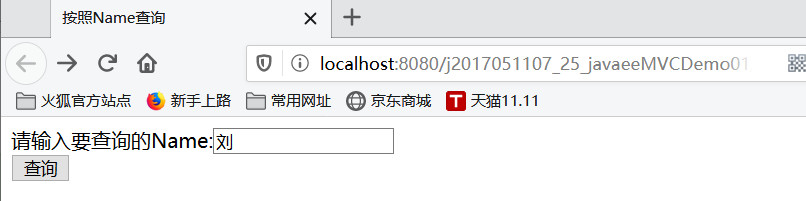 按照Name查询
localhost:8080/j2017051107_25_javaeeMVCDemo01
火狐官方站点 新手上路 常用网址 京东商城 T 天猫11.11
请输入要查询的Name:刘
查询